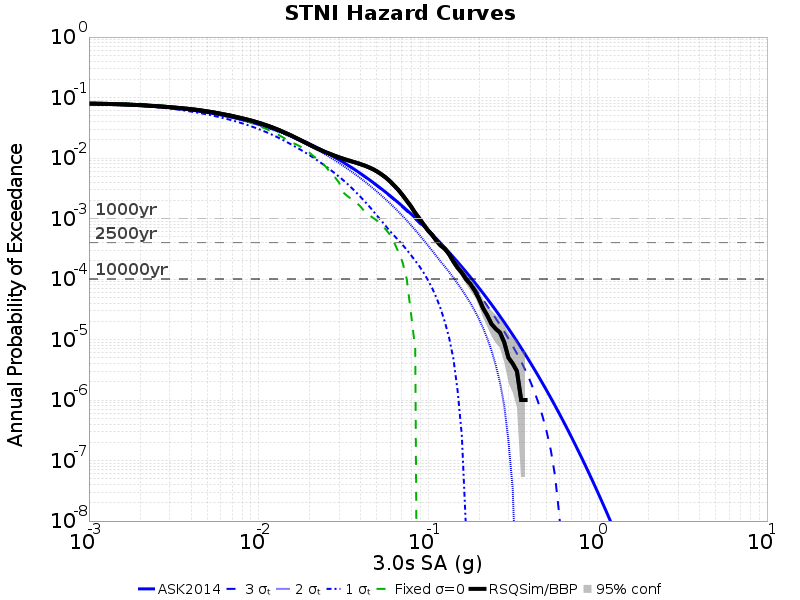 STNI Hazard Curves
Annual Probability of Exceedance
10^0
10^-1
10^-2
10^-3
10^-4
10^-5
10^-6
10^-7
10^-8
1000yr
2500yr
10000yr
10^-3 10^-2 10^-1 10^0 10^1
3.0s SA (g)
ASK2014 3 σₜ 2 σₜ 1 σₜ Fixed σ=0 RSQSim/BBP 95% conf